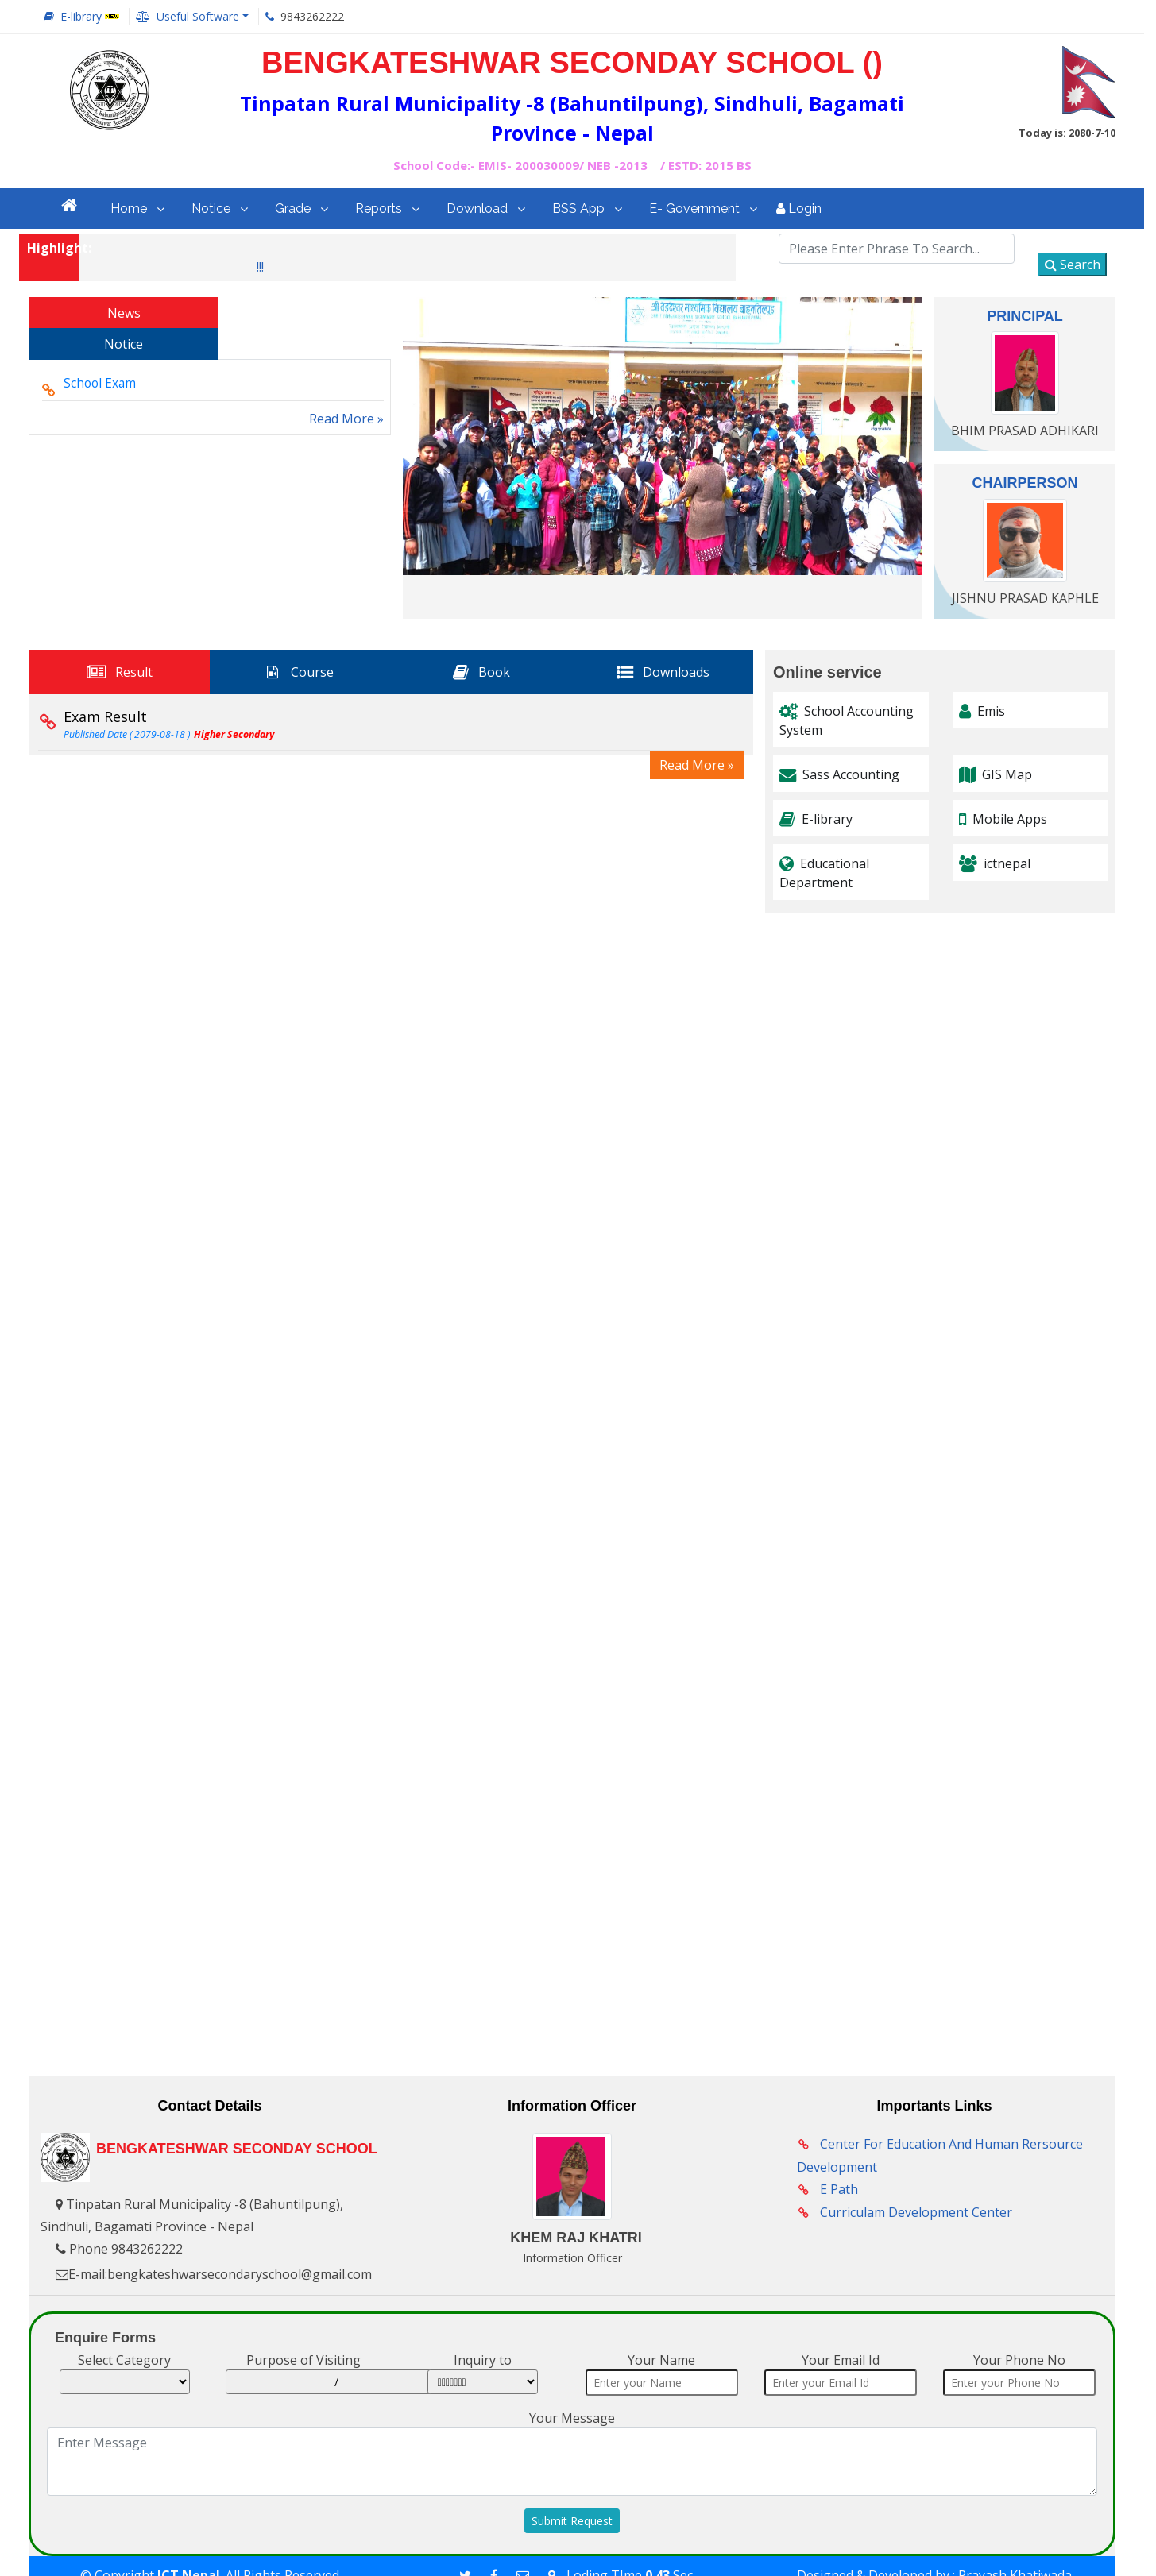 E-library NEW
Useful Software
9843262222
BENGKATESHWAR SECONDAY SCHOOL ()
Tinpatan Rural Municipality -8 (Bahuntilpung), Sindhuli, Bagamati
Province - Nepal
School Code:- EMIS- 200030009/ NEB -2013 / ESTD: 2015 BS
Today is: 2080-7-10
Home
Notice
Grade
Reports
Download
BSS App
E- Government
Login
Highlight:
!!!
Please Enter Phrase To Search...
Search
News
Notice
School Exam
Read More »
PRINCIPAL
BHIM PRASAD ADHIKARI
CHAIRPERSON
JISHNU PRASAD KAPHLE
Result
Course
Book
Downloads
Exam Result
Published Date ( 2079-08-18 ) Higher Secondary
Read More »
Online service
School Accounting
System
Emis
Sass Accounting
GIS Map
E-library
Mobile Apps
Educational
Department
ictnepal
Contact Details
BENGKATESHWAR SECONDAY SCHOOL
Tinpatan Rural Municipality -8 (Bahuntilpung),
Sindhuli, Bagamati Province - Nepal
Phone 9843262222
E-mail:bengkateshwarsecondaryschool@gmail.com
Information Officer
KHEM RAJ KHATRI
Information Officer
Importants Links
Center For Education And Human Rersource
Development
E Path
Curriculam Development Center
Enquire Forms
Select Category
Purpose of Visiting
/
Inquiry to
Your Name
Enter your Name
Your Email Id
Enter your Email Id
Your Phone No
Enter your Phone No
Your Message
Enter Message
Submit Request
© Copyright ICT Nepal. All Rights Reserved
Loding TIme 0.43 Sec
Designed & Developed by : Pravash Khatiwada